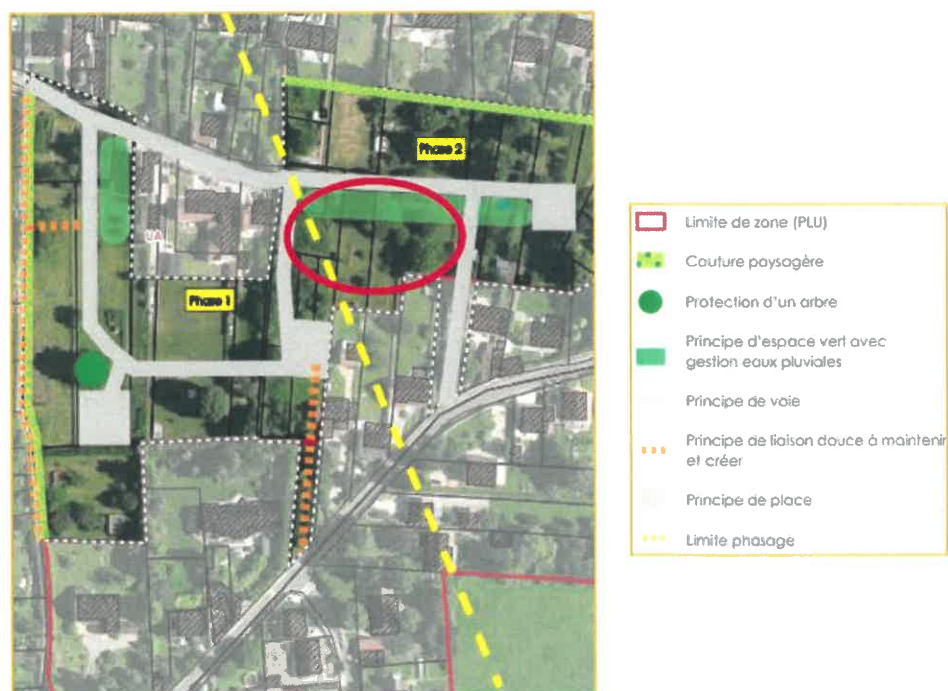 Phase 2
UA
Phase 1
Limite de zone (PLU)
Couture paysagère
Protection d'un arbre
Principe d'espace vert avec
gestion eaux pluviales
Principe de voie
Principe de liaison douce à maintenir
et créer
Principe de place
Limite phasage